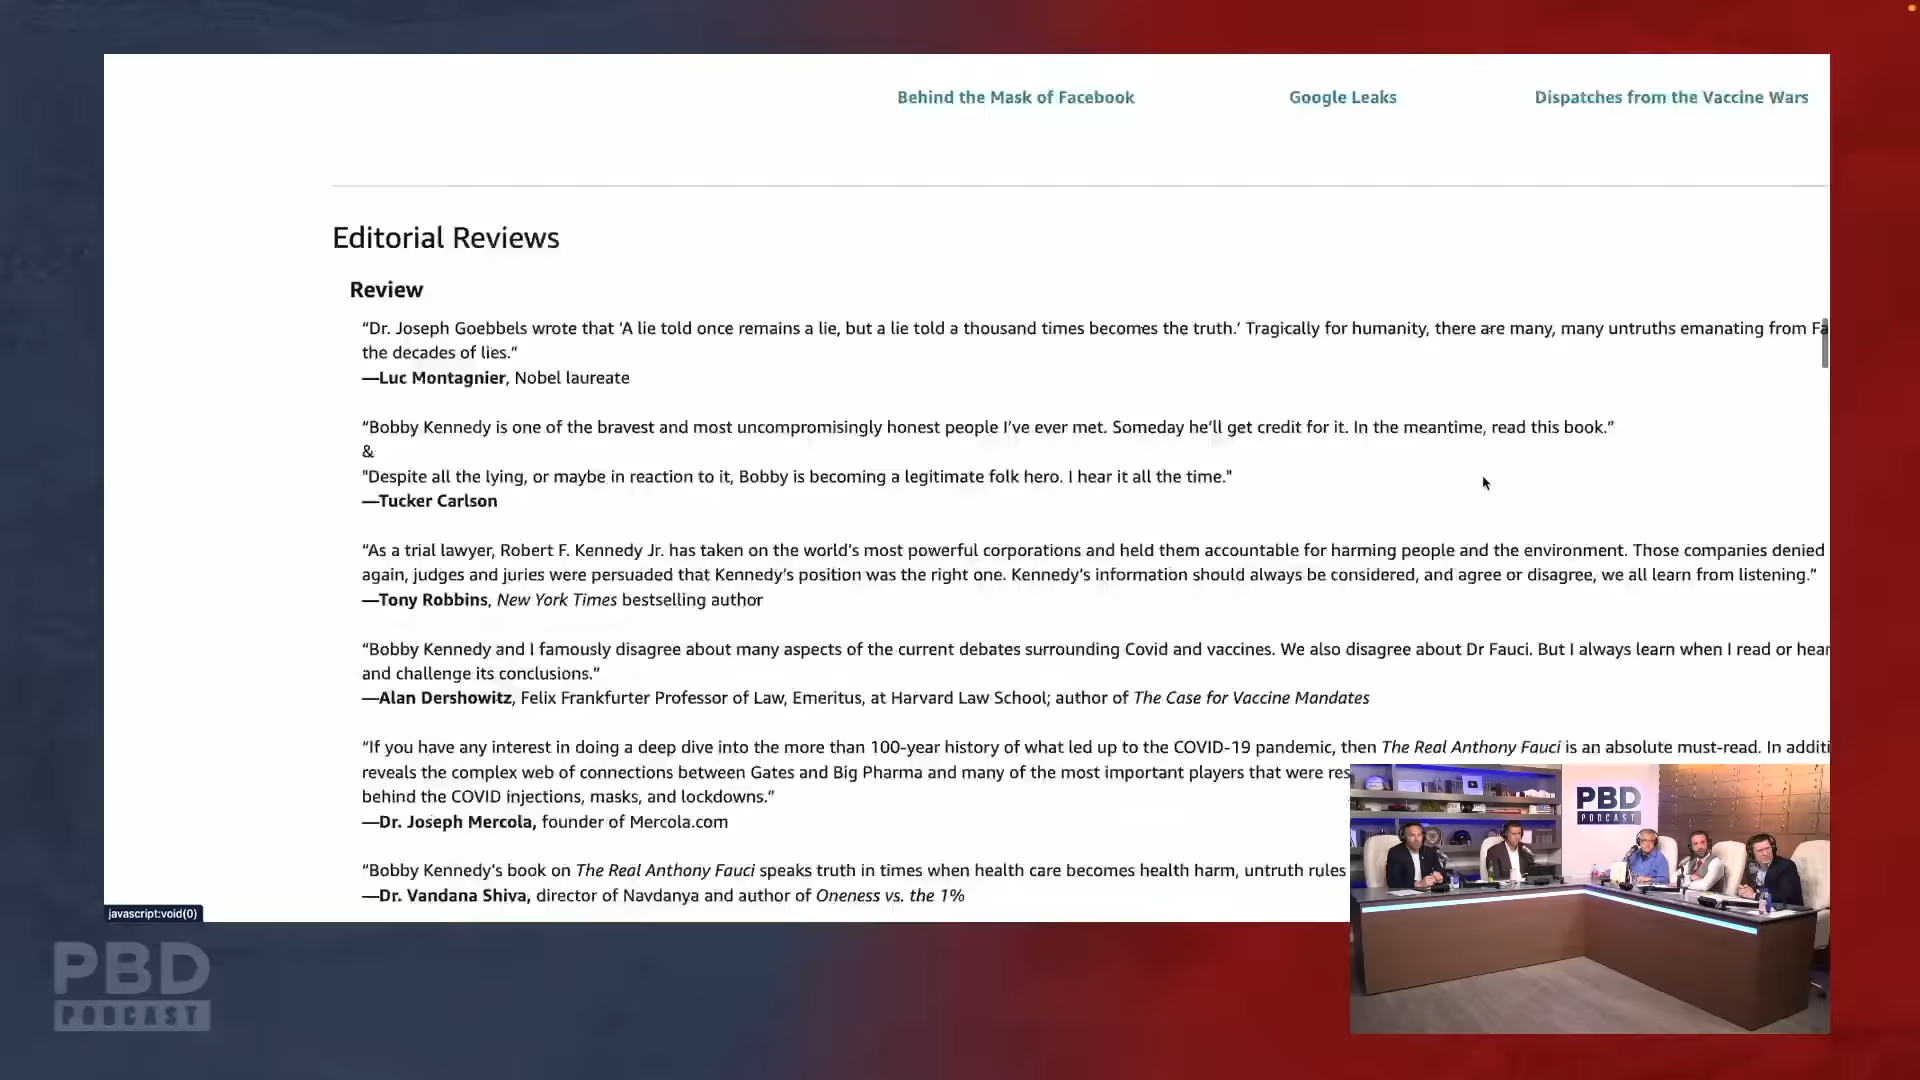 Behind the Mask of Facebook Google Leaks Dispatches from the Vaccine Wars
Editorial Reviews
Review
“Dr. Joseph Goebbels wrote that ‘A lie told once remains a lie, but a lie told a thousand times becomes the truth.’ Tragically for humanity, there are many, many untruths emanating from Fa
the decades of lies.”
—Luc Montagnier, Nobel laureate
“Bobby Kennedy is one of the bravest and most uncompromisingly honest people I’ve ever met. Someday he’ll get credit for it. In the meantime, read this book.”
&
"Despite all the lying, or maybe in reaction to it, Bobby is becoming a legitimate folk hero. I hear it all the time."
—Tucker Carlson
“As a trial lawyer, Robert F. Kennedy Jr. has taken on the world’s most powerful corporations and held them accountable for harming people and the environment. Those companies denied
again, judges and juries were persuaded that Kennedy’s position was the right one. Kennedy’s information should always be considered, and agree or disagree, we all learn from listening.”
—Tony Robbins, New York Times bestselling author
“Bobby Kennedy and I famously disagree about many aspects of the current debates surrounding Covid and vaccines. We also disagree about Dr Fauci. But I always learn when I read or hear
and challenge its conclusions.”
—Alan Dershowitz, Felix Frankfurter Professor of Law, Emeritus, at Harvard Law School; author of The Case for Vaccine Mandates
“If you have any interest in doing a deep dive into the more than 100-year history of what led up to the COVID-19 pandemic, then The Real Anthony Fauci is an absolute must-read. In additi
reveals the complex web of connections between Gates and Big Pharma and many of the most important players that were res
behind the COVID injections, masks, and lockdowns.”
—Dr. Joseph Mercola, founder of Mercola.com
“Bobby Kennedy’s book on The Real Anthony Fauci speaks truth in times when health care becomes health harm, untruth rules
—Dr. Vandana Shiva, director of Navdanya and author of Oneness vs. the 1%
javascript:void(0)
PBD
PODCAST
PBD
PODCAST